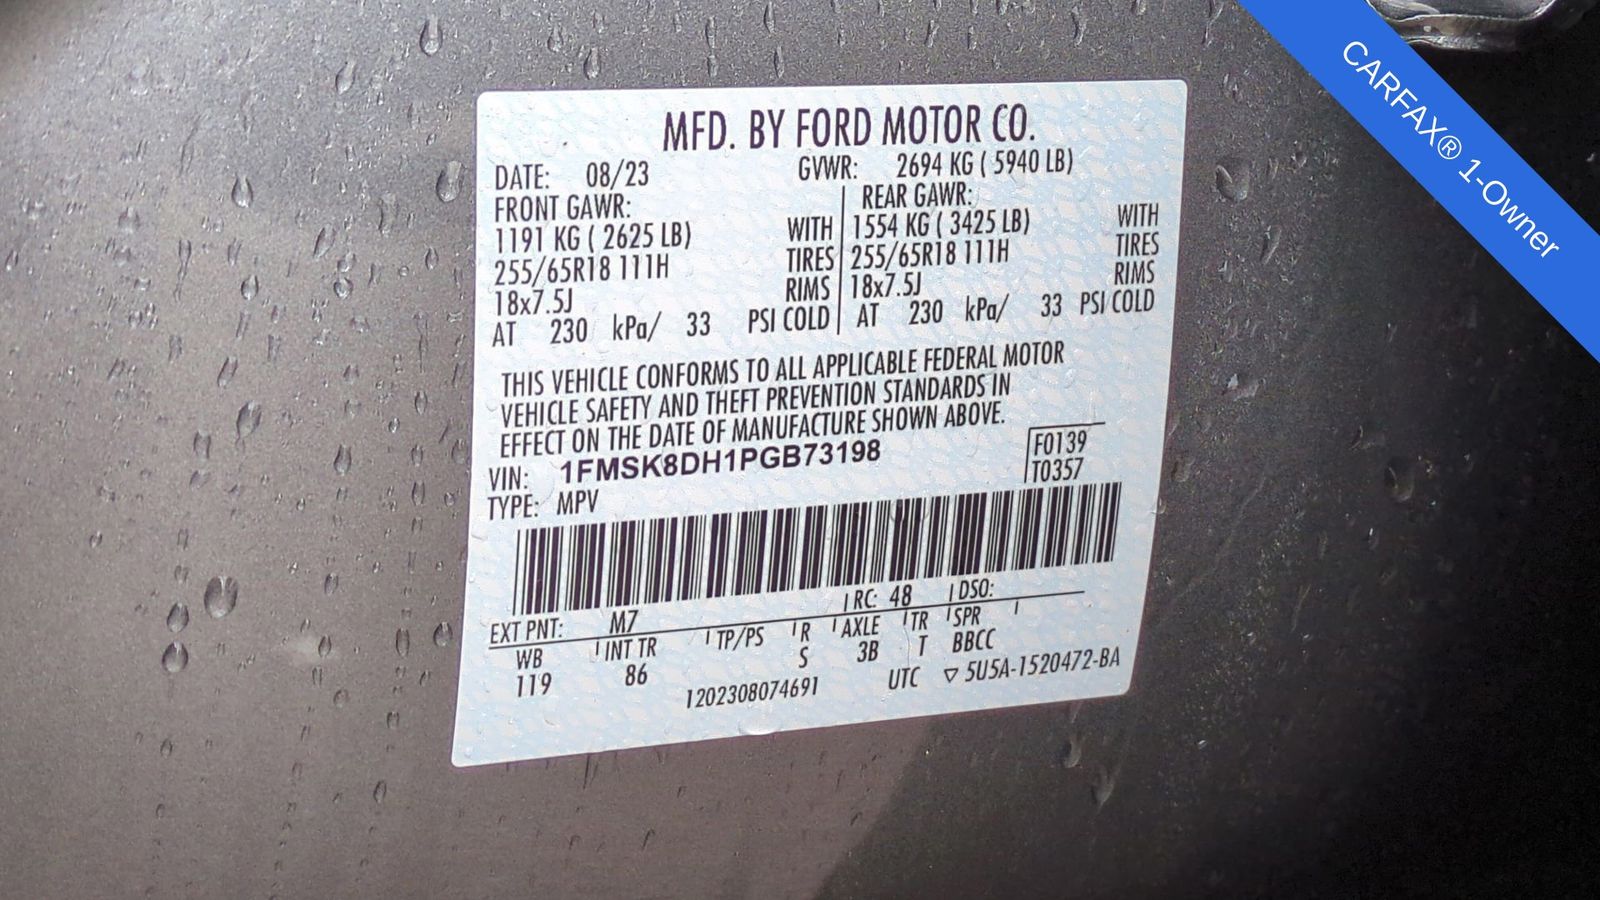 CARFAX® 1-Owner
MFD. BY FORD MOTOR CO.
DATE: 08/23 GVWR: 2694 KG ( 5940 LB)
FRONT GAWR: REAR GAWR:
1191 KG ( 2625 LB) WITH 1554 KG ( 3425 LB) WITH
255/65R18 111H TIRES 255/65R18 111H TIRES
18x7.5J RIMS 18x7.5J RIMS
AT 230 kPa/ 33 PSI COLD AT 230 kPa/ 33 PSI COLD
THIS VEHICLE CONFORMS TO ALL APPLICABLE FEDERAL MOTOR
VEHICLE SAFETY AND THEFT PREVENTION STANDARDS IN
EFFECT ON THE DATE OF MANUFACTURE SHOWN ABOVE.
VIN: 1FMSK8DH1PGB73198 F0139
TYPE: MPV T0357
EXT PNT: M7 RC: 48 DSO:
WB INT TR TP/PS R AXLE TR SPR
119 86 S 3B T BBCC
1202308074691 UTC ▽ 5U5A-1520472-BA